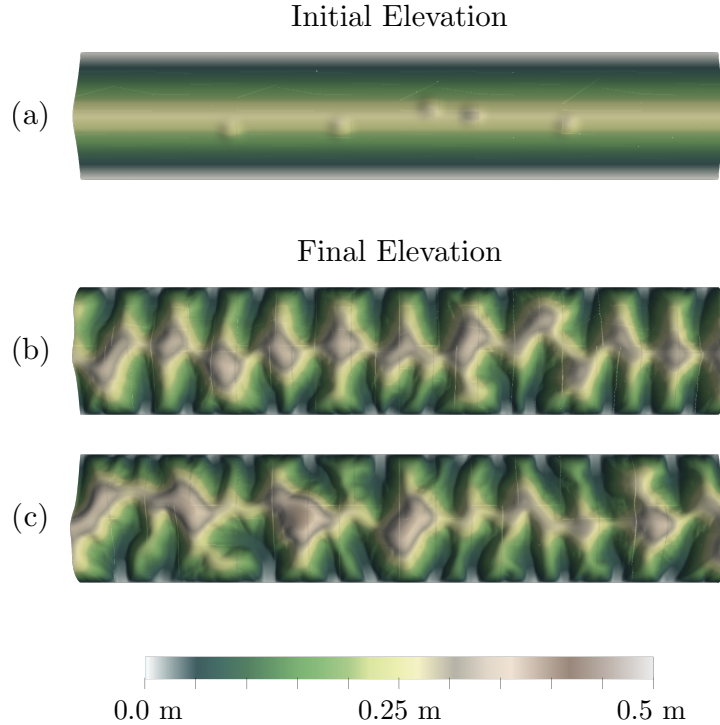 Initial Elevation
(a)
Final Elevation
(b)
(c)
0.0 m 0.25 m 0.5 m